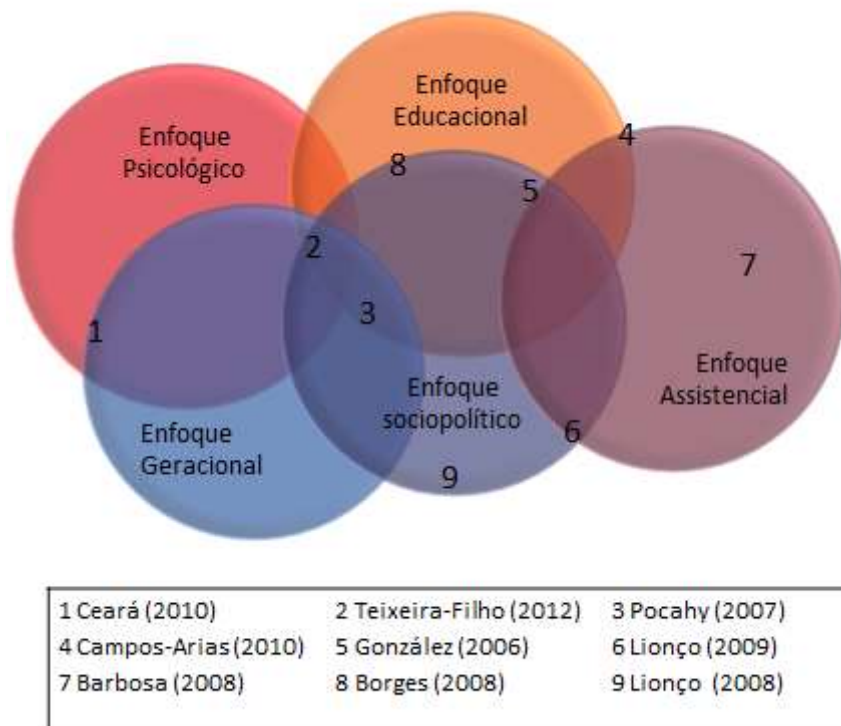 Enfoque
Educacional
Enfoque
Psicológico
4
8
5
2
7
3
1
Enfoque
Assistencial
Enfoque
sociopolítico
Enfoque
Geracional
6
9
1 Ceará (2010) 2 Teixeira-Filho (2012) 3 Pocahy (2007)
4 Campos-Arias (2010) 5 González (2006) 6 Lionço (2009)
7 Barbosa (2008) 8 Borges (2008) 9 Lionço (2008)